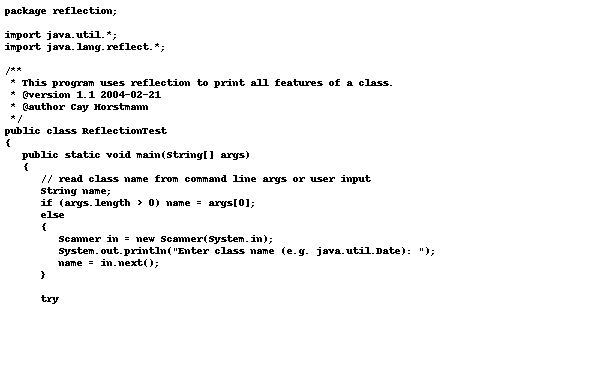 package reflection;

import java.util.*;
import java.lang.reflect.*;

/**
 * This program uses reflection to print all features of a class.
 * @version 1.1 2004-02-21
 * @author Cay Horstmann
 */
public class ReflectionTest
{
   public static void main(String[] args)
   {
      // read class name from command line args or user input
      String name;
      if (args.length > 0) name = args[0];
      else
      {
         Scanner in = new Scanner(System.in);
         System.out.println("Enter class name (e.g. java.util.Date): ");
         name = in.next();
      }

      try